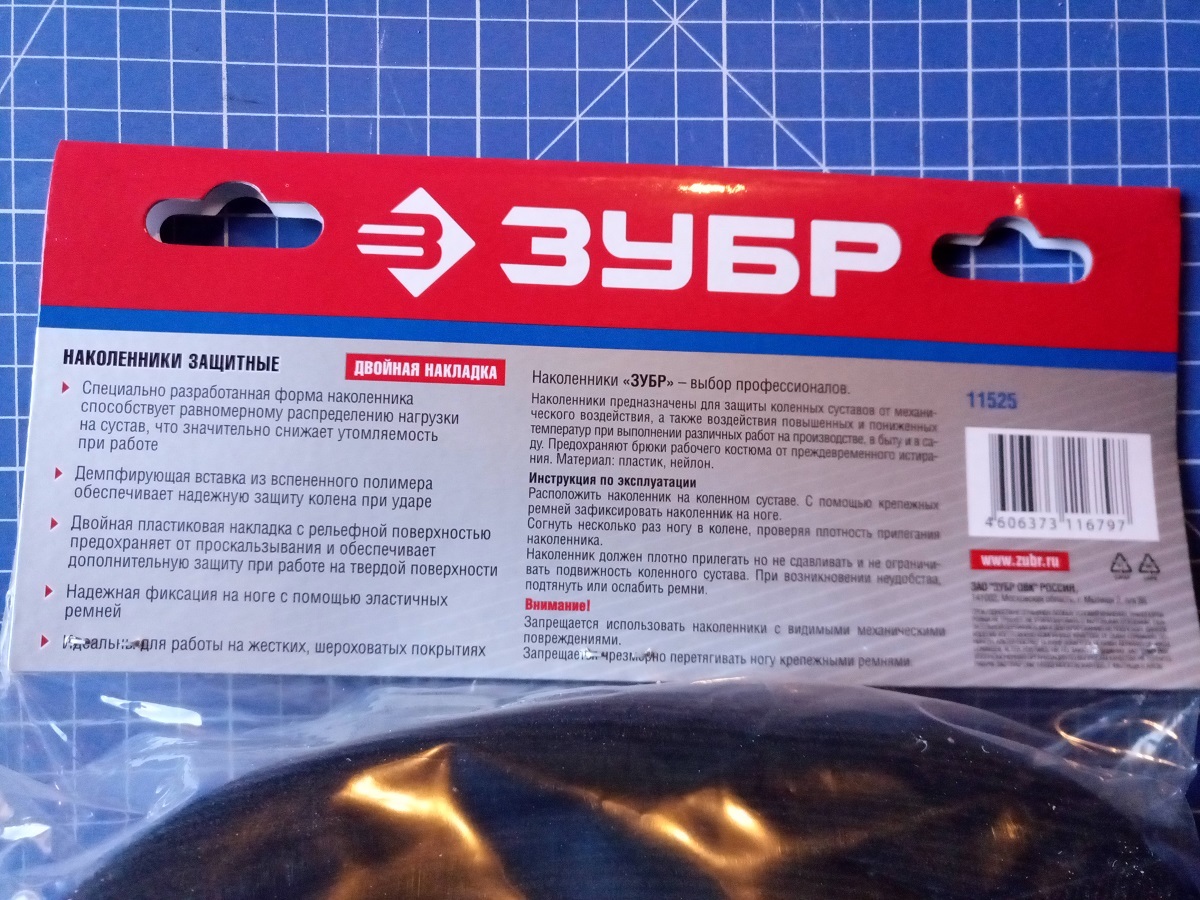 ЗУБР
НАКОЛЕННИКИ ЗАЩИТНЫЕ
ДВОЙНАЯ НАКЛАДКА
Специально разработанная форма наколенника
способствует равномерному распределению нагрузки
на сустав, что значительно снижает утомляемость
при работе
Демпфирующая вставка из вспененного полимера
обеспечивает надежную защиту колена при ударе
Двойная пластиковая накладка с рельефной поверхностью
предохраняет от проскальзывания и обеспечивает
дополнительную защиту при работе на твердой поверхности
Надежная фиксация на ноге с помощью эластичных
ремней
для работы на жестких, шероховатых покрытиях
Наколенники «ЗУБР» – выбор профессионалов.
Наколенники предназначены для защиты коленных суставов от механи-
ческого воздействия, а также воздействия повышенных и пониженных
температур при выполнении различных работ на производстве, в быту и в са-
ду. Предохраняют брюки рабочего костюма от преждевременного истира-
ния. Материал: пластик, нейлон.
Инструкция по эксплуатации
Расположить наколенник на коленном суставе. С помощью крепежных
ремней зафиксировать наколенник на ноге.
Согнуть несколько раз ногу в колене, проверяя плотность прилегания
наколенника.
Наколенник должен плотно прилегать но не сдавливать и не ограничи-
вать подвижность коленного сустава. При возникновении неудобства,
подтянуть или ослабить ремни.
Внимание!
Запрещается использовать наколенники с видимыми механическими
повреждениями.
Запрещается чрезмерно перетягивать ногу крепежными ремнями
11525
4606373 116797
www.zubr.ru
ЗАО "ЗУБР ОВК" РОССИЯ,